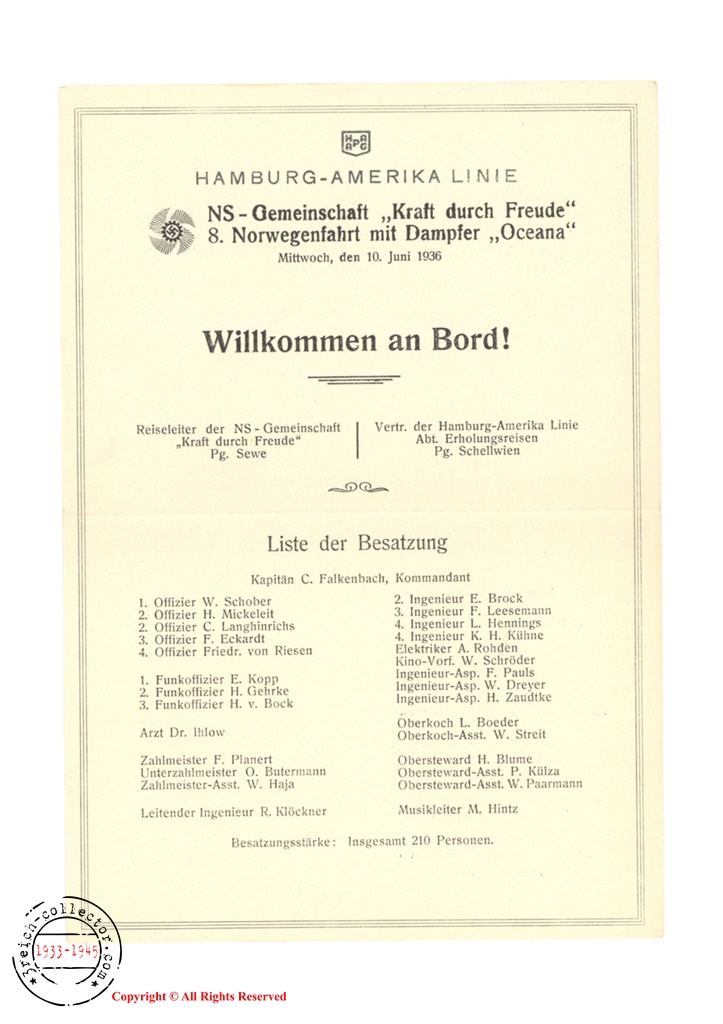 HAPAG
HAMBURG-AMERIKA LINIE
NS-Gemeinschaft „Kraft durch Freude“
8. Norwegenfahrt mit Dampfer „Oceana“
Mittwoch, den 10. Juni 1936
Willkommen an Bord!
Reiseleiter der NS-Gemeinschaft
„Kraft durch Freude“
Pg. Sewe
Vertr. der Hamburg-Amerika Linie
Abt. Erholungsreisen
Pg. Schellwien
Liste der Besatzung
Kapitän C. Falkenbach, Kommandant
1. Offizier W. Schober
2. Offizier H. Mickeleit
2. Offizier C. Langhinrichs
3. Offizier F. Eckardt
4. Offizier Friedr. von Riesen
1. Funkoffizier E. Kopp
2. Funkoffizier H. Gehrke
3. Funkoffizier H. v. Bock
Arzt Dr. Ihlow
Zahlmeister F. Planert
Unterzahlmeister O. Butermann
Zahlmeister-Asst. W. Haja
Leitender Ingenieur R. Klöckner
2. Ingenieur E. Brock
3. Ingenieur F. Leesemann
4. Ingenieur L. Hennings
4. Ingenieur K. H. Kühne
Elektriker A. Rohden
Kino-Vorf. W. Schröder
Ingenieur-Asp. F. Pauls
Ingenieur-Asp. W. Dreyer
Ingenieur-Asp. H. Zaudtke
Oberkoch L. Boeder
Oberkoch-Asst. W. Streit
Obersteward H. Blume
Obersteward-Asst. P. Külza
Obersteward-Asst. W. Paarmann
Musikleiter M. Hintz
Besatzungsstärke: Insgesamt 210 Personen.
3reich-collector.com
1933-1945
Copyright © All Rights Reserved